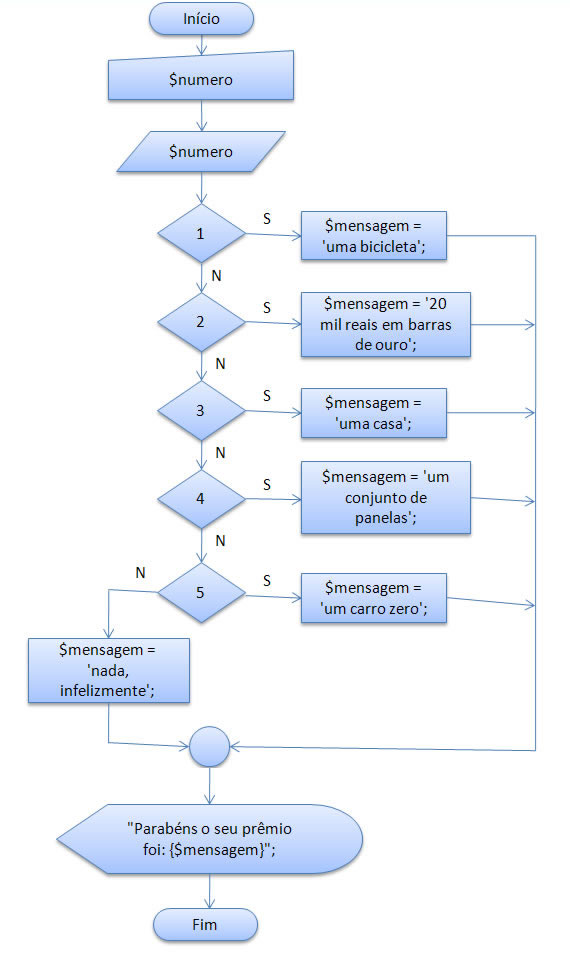 Início
$numero
$numero
1
S
$mensagem =
'uma bicicleta';
N
2
S
$mensagem = '20
mil reais em barras
de ouro';
N
3
S
$mensagem =
'uma casa';
N
4
S
$mensagem = 'um
conjunto de
panelas';
N
5
S
$mensagem =
'um carro zero';
N
$mensagem =
'nada,
infelizmente';
"Parabéns o seu prêmio
foi: {$mensagem}";
Fim